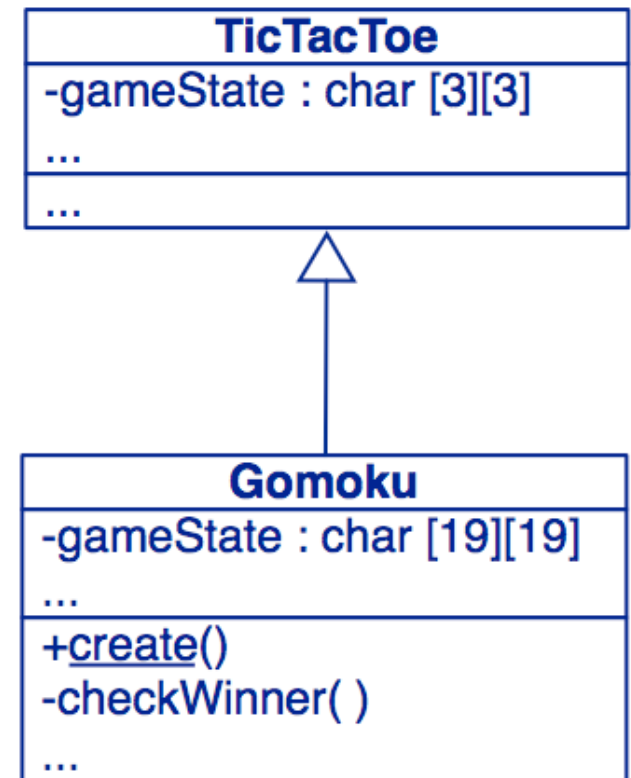 TicTacToe
-gameState : char [3][3]
...
...
Gomoku
-gameState : char [19][19]
...
+create()
-checkWinner( )
...